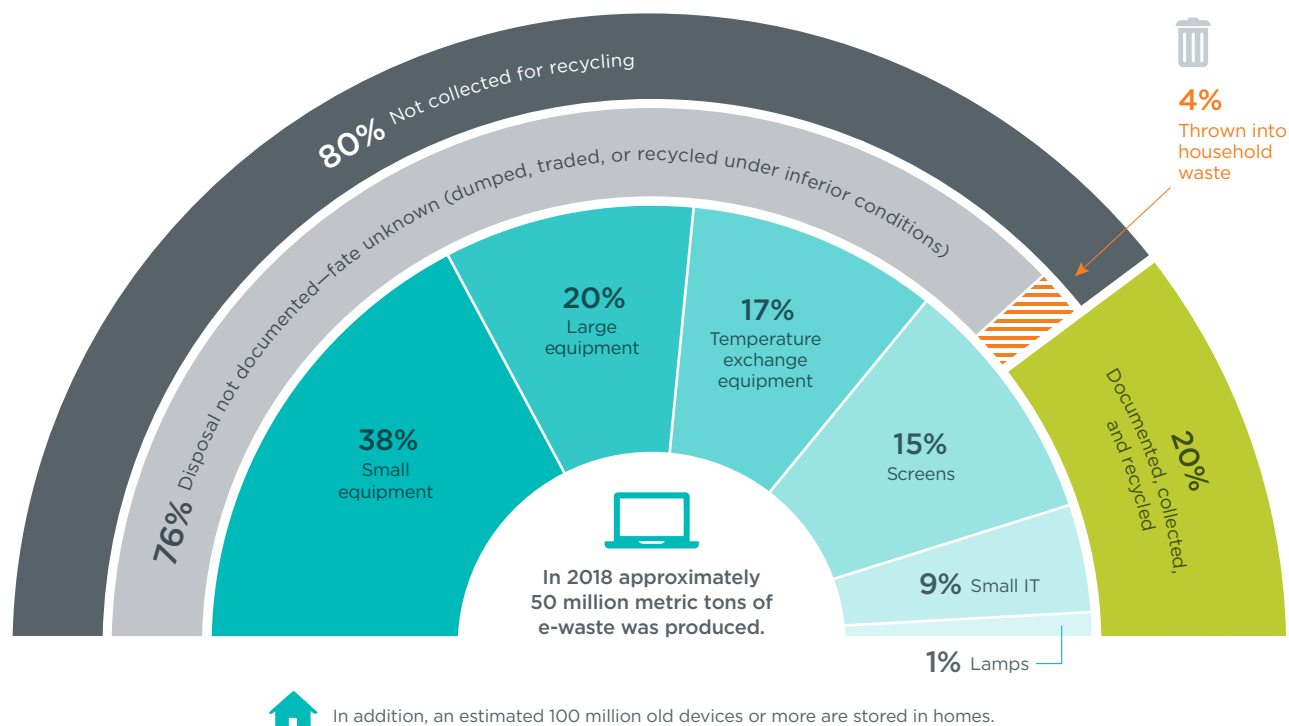 80% Not collected for recycling
4%
Thrown into
household
waste
76% Disposal not documented—fate unknown (dumped, traded, or recycled under inferior conditions)
20%
Documented, collected,
and recycled
38%
Small
equipment
20%
Large
equipment
17%
Temperature
exchange
equipment
15%
Screens
9% Small IT
1% Lamps
In 2018 approximately
50 million metric tons of
e-waste was produced.
In addition, an estimated 100 million old devices or more are stored in homes.